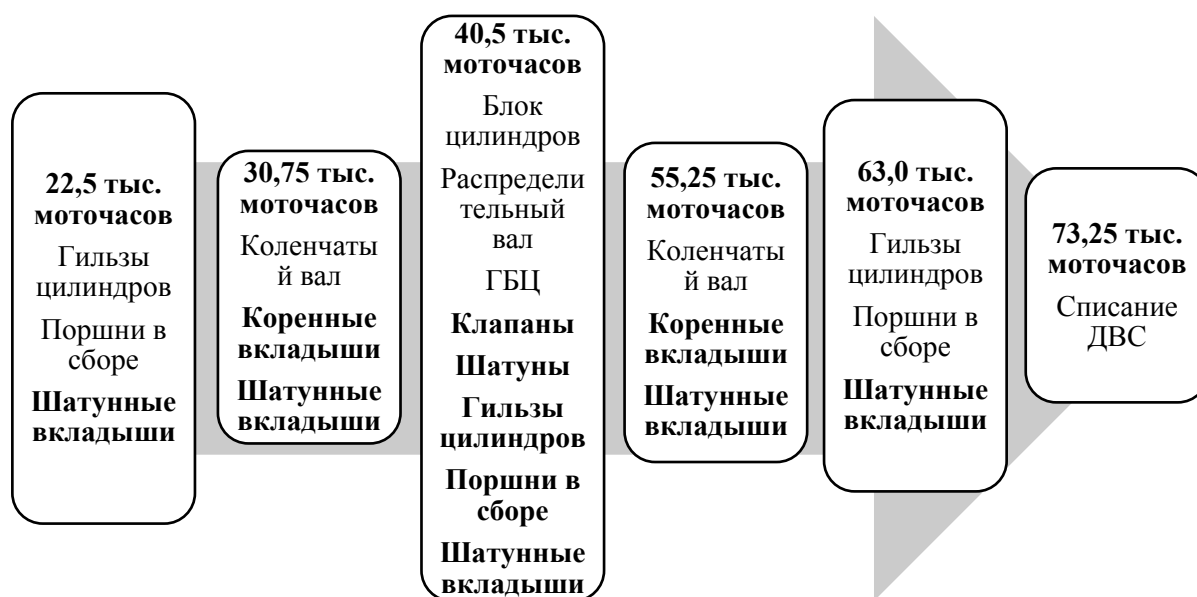 22,5 тыс.
моточасов
Гильзы
цилиндров
Поршни в
сборе
Шатунные
вкладыши
30,75 тыс.
моточасов
Коленчаты
й вал
Коренные
вкладыши
Шатунные
вкладыши
40,5 тыс.
моточасов
Блок
цилиндров
Распредели
тельный
вал
ГБЦ
Клапаны
Шатуны
Гильзы
цилиндров
Поршни в
сборе
Шатунные
вкладыши
55,25 тыс.
моточасов
Коленчаты
й вал
Коренные
вкладыши
Шатунные
вкладыши
63,0 тыс.
моточасов
Гильзы
цилиндров
Поршни в
сборе
Шатунные
вкладыши
73,25 тыс.
моточасов
Списание
ДВС